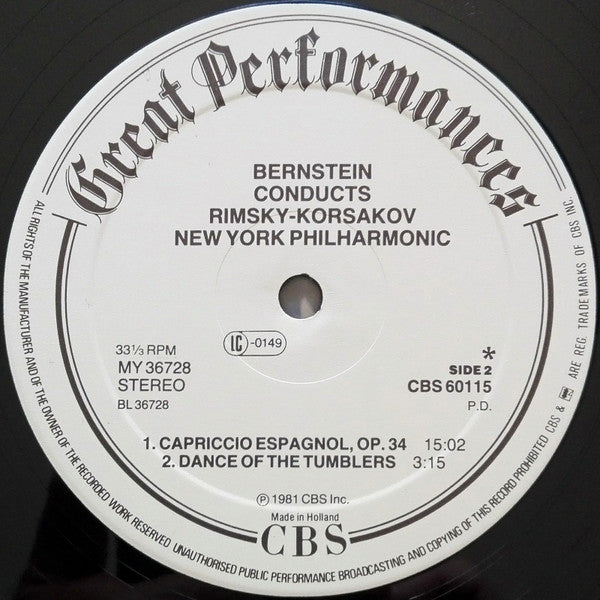 Great Performances
BERNSTEIN
CONDUCTS
RIMSKY-KORSAKOV
NEW YORK PHILHARMONIC
33⅓ RPM
MY 36728
STEREO
BL 36728
LC -0149
*
SIDE 2
CBS 60115
P.D.
1. CAPRICCIO ESPAGNOL, OP. 34 15:02
2. DANCE OF THE TUMBLERS 3:15
℗ 1981 CBS Inc.
Made in Holland
CBS
ALL RIGHTS OF THE MANUFACTURER AND OF THE OWNER OF THE RECORDED WORK RESERVED UNAUTHORISED PUBLIC PERFORMANCE BROADCASTING AND COPYING OF THIS RECORD PROHIBITED CBS & ARE REG. TRADEMARKS OF CBS INC.